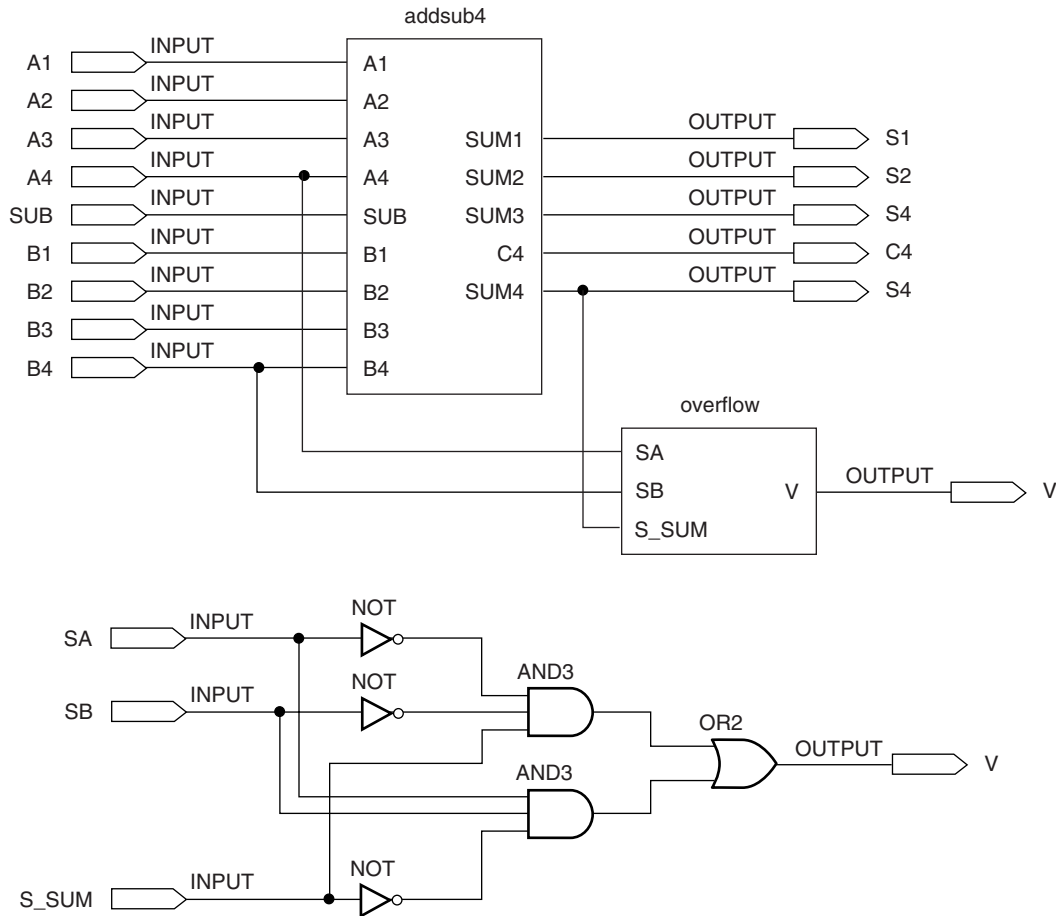 addsub4
A1 INPUT A1
A2 INPUT A2
A3 INPUT A3 SUM1 OUTPUT S1
A4 INPUT A4 SUM2 OUTPUT S2
SUB INPUT SUB SUM3 OUTPUT S4
B1 INPUT B1 C4 OUTPUT C4
B2 INPUT B2 SUM4 OUTPUT S4
B3 INPUT B3
B4 INPUT B4
overflow
SA
SB V OUTPUT V
S_SUM
SA INPUT NOT
SB INPUT NOT AND3
OR2
OUTPUT V
AND3
S_SUM INPUT NOT